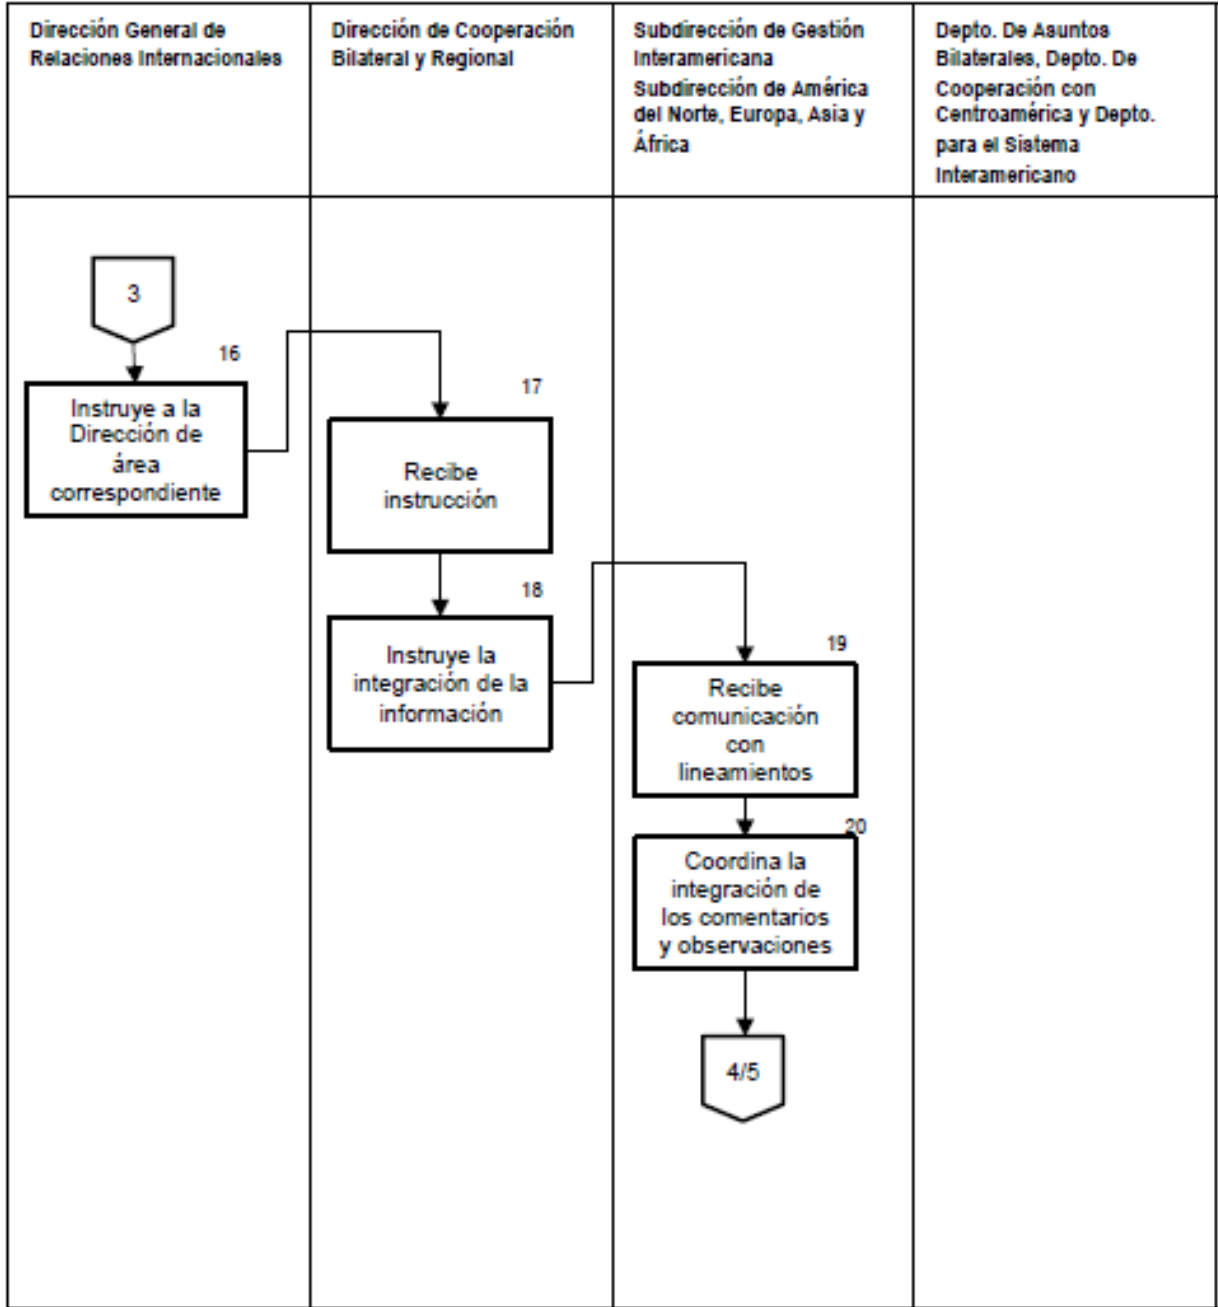 Dirección General de
Relaciones Internacionales
Dirección de Cooperación
Bilateral y Regional
Subdirección de Gestión
Interamericana
Subdirección de América
del Norte, Europa, Asia y
África
Depto. De Asuntos
Bilaterales, Depto. De
Cooperación con
Centroamérica y Depto.
para el Sistema
Interamericano
3
16
Instruye a la
Dirección de
área
correspondiente
17
Recibe
instrucción
18
Instruye la
integración de la
información
19
Recibe
comunicación
con
lineamientos
20
Coordina la
integración de
los comentarios
y observaciones
4/5